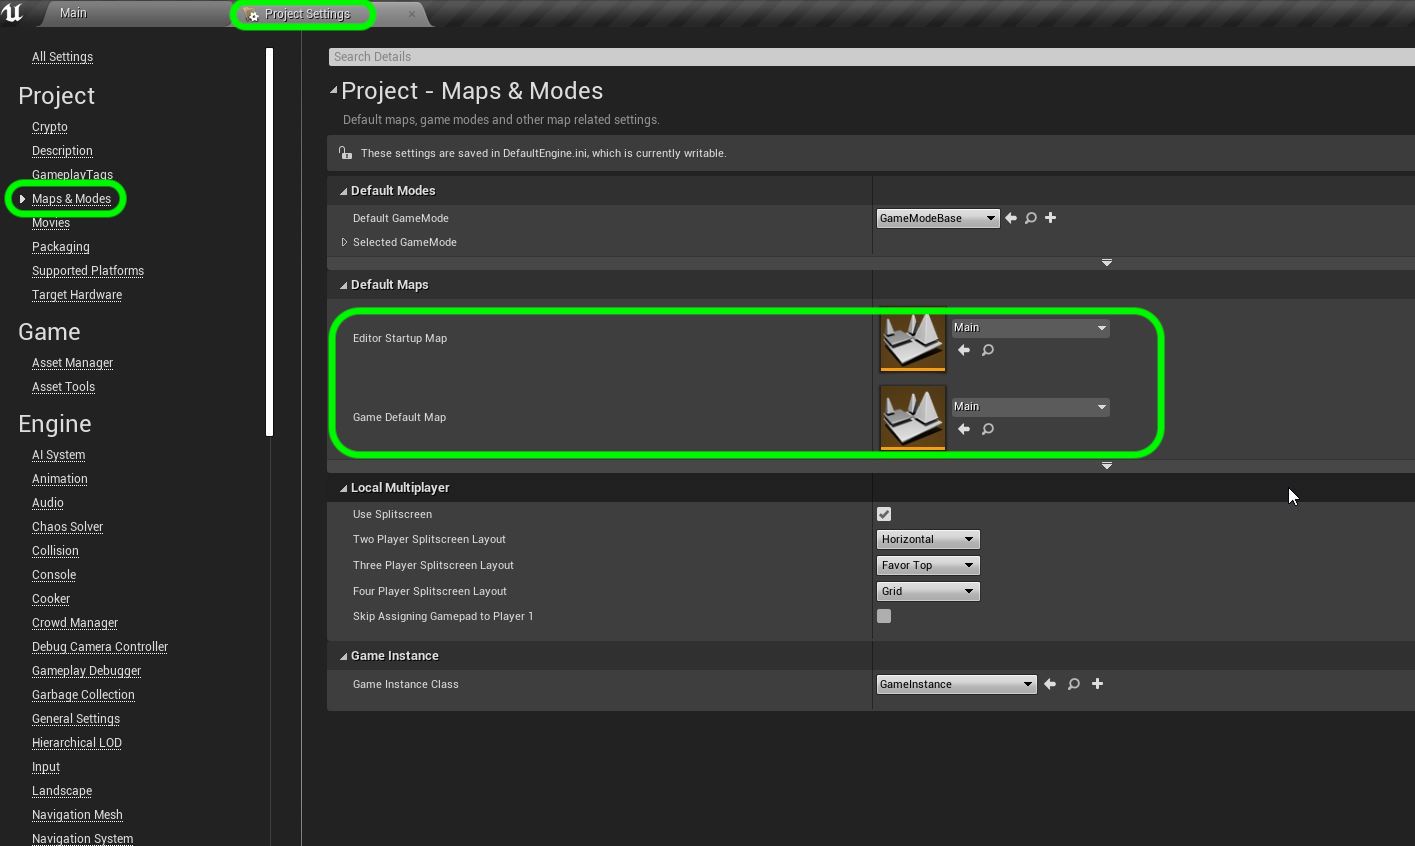 Main
Project Settings
All Settings
Project
Crypto
Description
GameplayTags
Maps & Modes
Movies
Packaging
Supported Platforms
Target Hardware
Game
Asset Manager
Asset Tools
Engine
AI System
Animation
Audio
Chaos Solver
Collision
Console
Cooker
Crowd Manager
Debug Camera Controller
Gameplay Debugger
Garbage Collection
General Settings
Hierarchical LOD
Input
Landscape
Navigation Mesh
Navigation System
Search Details
Project - Maps & Modes
Default maps, game modes and other map related settings.
These settings are saved in DefaultEngine.ini, which is currently writable.
Default Modes
Default GameMode GameModeBase
Selected GameMode
Default Maps
Editor Startup Map Main
Game Default Map Main
Local Multiplayer
Use Splitscreen
Two Player Splitscreen Layout Horizontal
Three Player Splitscreen Layout Favor Top
Four Player Splitscreen Layout Grid
Skip Assigning Gamepad to Player 1
Game Instance
Game Instance Class GameInstance